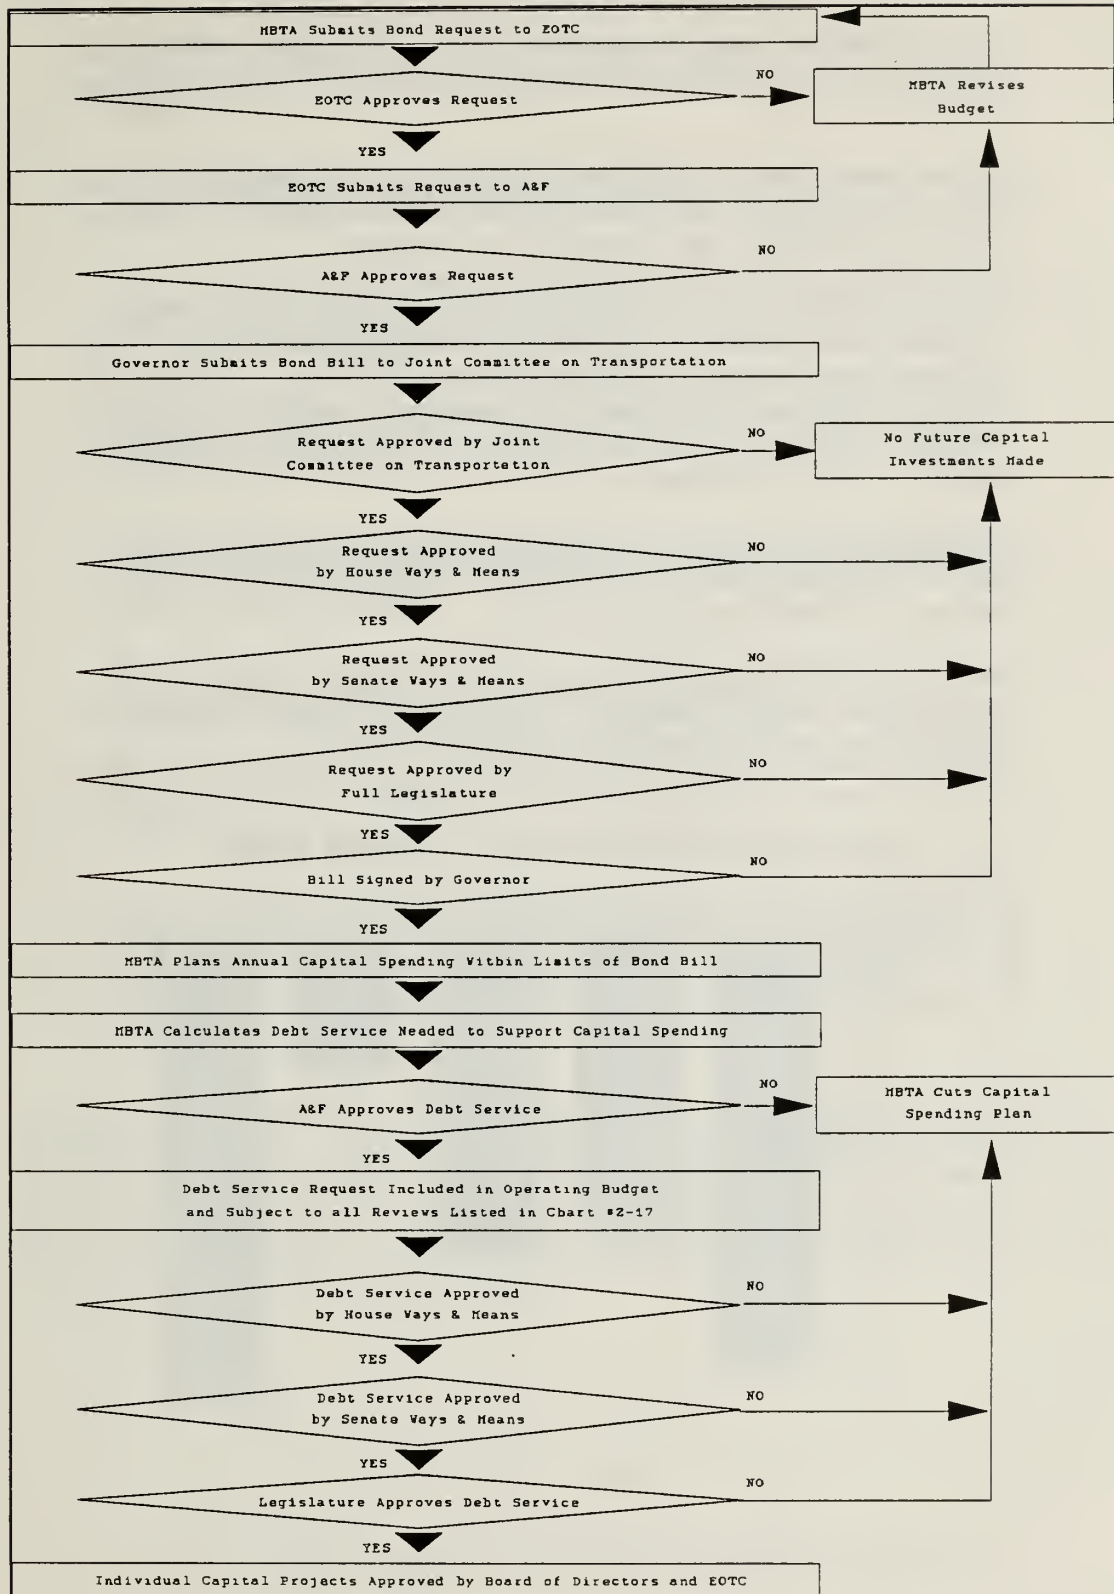 MBTA Submits Bond Request to EOTC
NO
EOTC Approves Request
MBTA Revises
Budget
YES
EOTC Submits Request to A&F
NO
A&F Approves Request
YES
Governor Submits Bond Bill to Joint Committee on Transportation
Request Approved by Joint
Committee on Transportation
NO
No Future Capital
Investments Made
YES
Request Approved
by House Ways & Means
NO
YES
Request Approved
by Senate Ways & Means
NO
YES
Request Approved by
Full Legislature
NO
YES
Bill Signed by Governor
NO
YES
MBTA Plans Annual Capital Spending Within Limits of Bond Bill
MBTA Calculates Debt Service Needed to Support Capital Spending
NO
A&F Approves Debt Service
MBTA Cuts Capital
Spending Plan
YES
Debt Service Request Included in Operating Budget
and Subject to all Reviews Listed in Chart #2-17
Debt Service Approved
by House Ways & Means
NO
YES
Debt Service Approved
by Senate Ways & Means
NO
YES
Legislature Approves Debt Service
NO
YES
Individual Capital Projects Approved by Board of Directors and EOTC